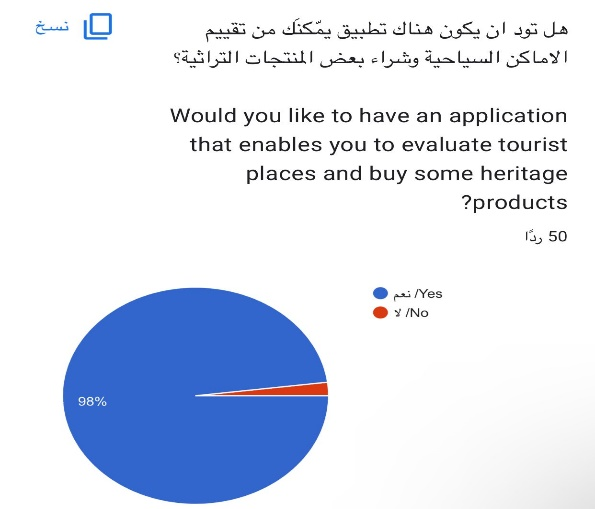 هل تود ان يكون هناك تطبيق يمّكنك من تقييم
نسخ
الاماكن السياحية وشراء بعض المنتجات التراثية؟
Would you like to have an application
that enables you to evaluate tourist
places and buy some heritage
?products
50 ردًا
نعم /Yes
لا /No
98%